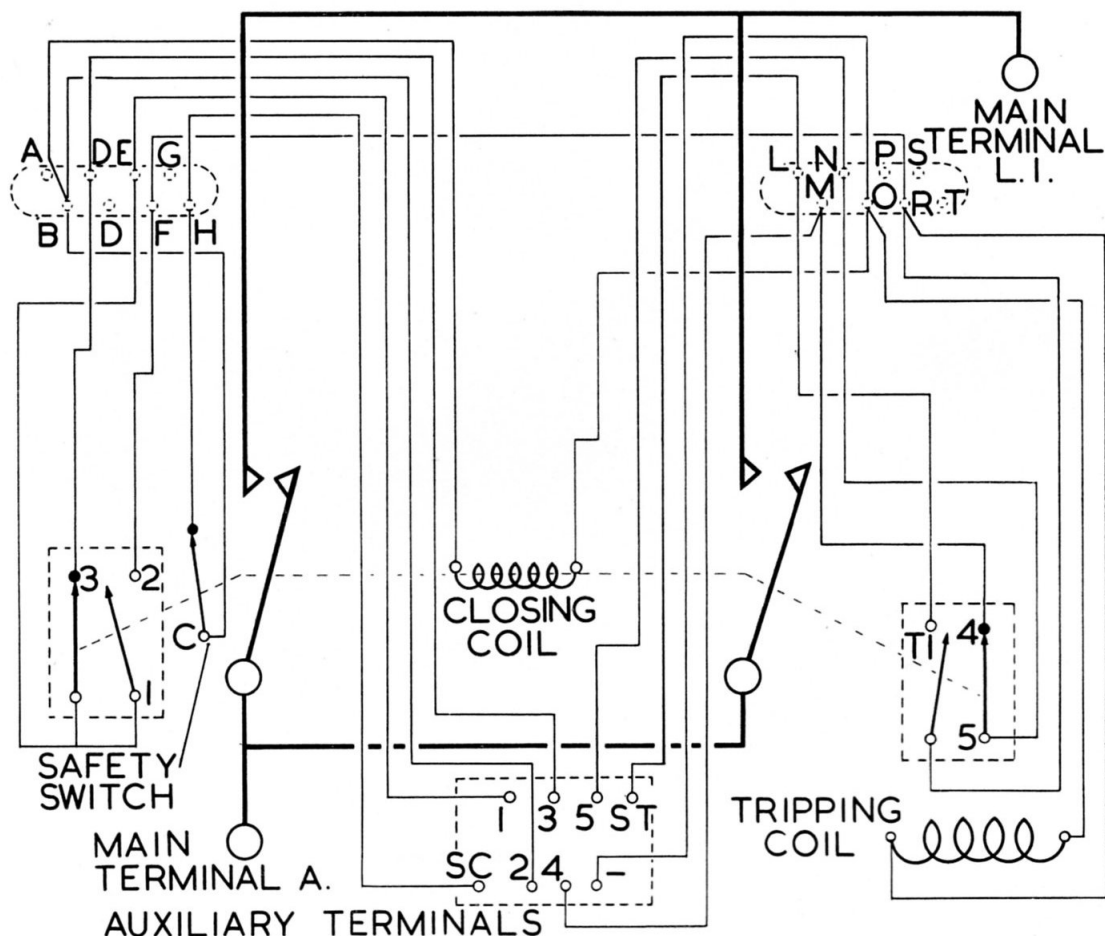 MAIN
TERMINAL
L.I.
A DE G
B D F H
L N P S
M O R T
3 2
C
1
CLOSING
COIL
TI 4
5
SAFETY
SWITCH
MAIN
TERMINAL A.
1 3 5 ST
SC 2 4 -
TRIPPING
COIL
AUXILIARY TERMINALS